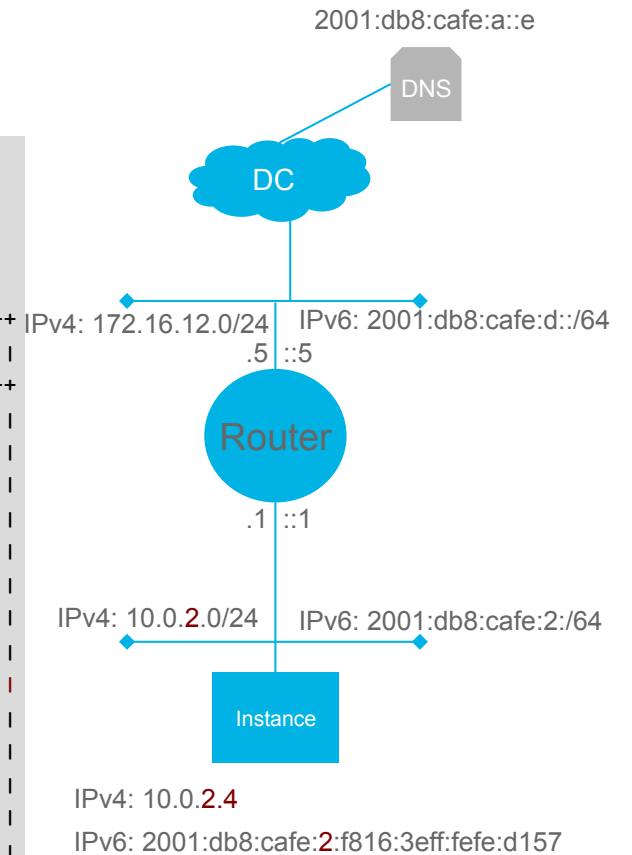 2001:db8:cafe:a::e
DNS
DC
++ IPv4: 172.16.12.0/24 IPv6: 2001:db8:cafe:d::/64
| .5 ::5
++
|
| Router
|
|
| .1 ::1
|
|
| IPv4: 10.0.2.0/24 IPv6: 2001:db8:cafe:2:/64
|
|
| Instance
|
|
| IPv4: 10.0.2.4
| IPv6: 2001:db8:cafe:2:f816:3eff:fefe:d157